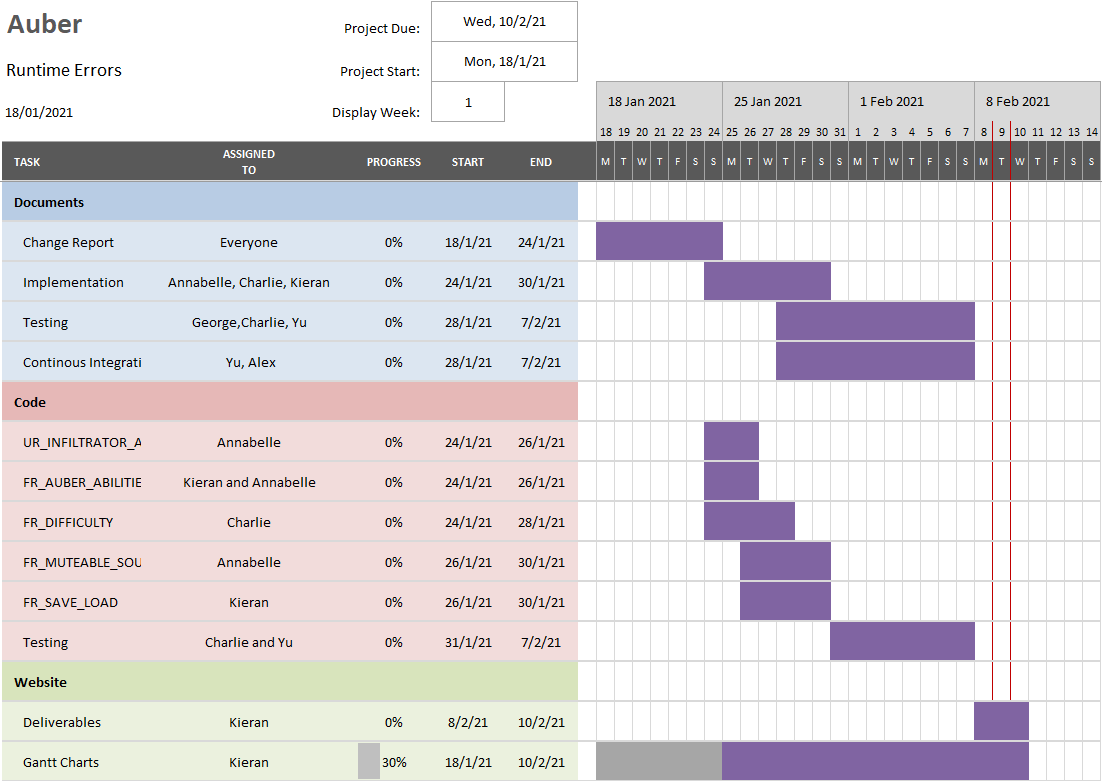 Auber
Project Due: Wed, 10/2/21
Runtime Errors
Project Start: Mon, 18/1/21
18/01/2021
Display Week: 1
18 Jan 2021 25 Jan 2021 1 Feb 2021 8 Feb 2021
18 19 20 21 22 23 24 25 26 27 28 29 30 31 1 2 3 4 5 6 7 8 9 10 11 12 13 14
TASK ASSIGNED TO PROGRESS START END M T W T F S S M T W T F S S M T W T F S S M T W T F S S
Documents
Change Report Everyone 0% 18/1/21 24/1/21
Implementation Annabelle, Charlie, Kieran 0% 24/1/21 30/1/21
Testing George,Charlie, Yu 0% 28/1/21 7/2/21
Continous Integrati Yu, Alex 0% 28/1/21 7/2/21
Code
UR_INFILTRATOR_A Annabelle 0% 24/1/21 26/1/21
FR_AUBER_ABILITIE Kieran and Annabelle 0% 24/1/21 26/1/21
FR_DIFFICULTY Charlie 0% 24/1/21 28/1/21
FR_MUTEABLE_SOU Annabelle 0% 26/1/21 30/1/21
FR_SAVE_LOAD Kieran 0% 26/1/21 30/1/21
Testing Charlie and Yu 0% 31/1/21 7/2/21
Website
Deliverables Kieran 0% 8/2/21 10/2/21
Gantt Charts Kieran 30% 18/1/21 10/2/21